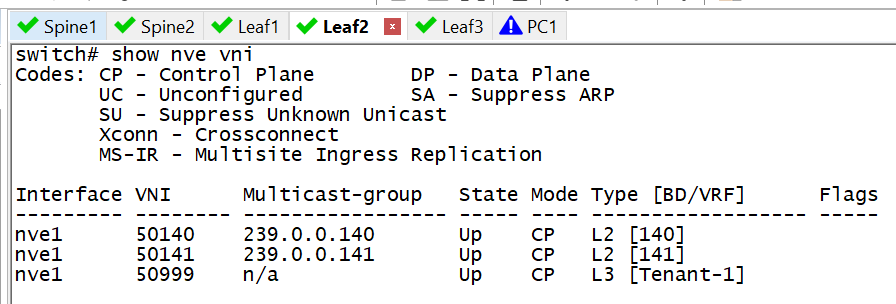 Spine1 Spine2 Leaf1 Leaf2 x Leaf3 PC1
switch# show nve vni
Codes: CP - Control Plane        DP - Data Plane
       UC - Unconfigured         SA - Suppress ARP
       SU - Suppress Unknown Unicast
       Xconn - Crossconnect
       MS-IR - Multisite Ingress Replication
Interface VNI      Multicast-group   State Mode Type [BD/VRF]      Flags
--------- -------- ----------------- ----- ---- ------------------ -----
nve1      50140    239.0.0.140       Up    CP   L2 [140]
nve1      50141    239.0.0.141       Up    CP   L2 [141]
nve1      50999    n/a               Up    CP   L3 [Tenant-1]